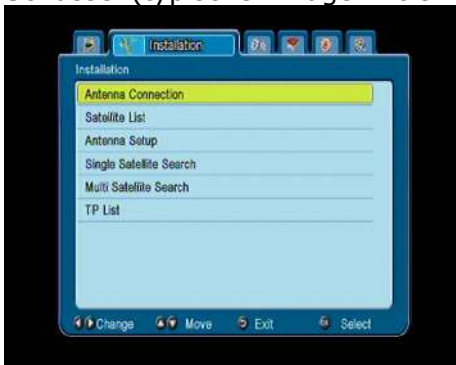 Installation
Installation
Antenna Connection
Satellite List
Antenna Setup
Single Satellite Search
Multi Satellite Search
TP List
Change Move Exit Select